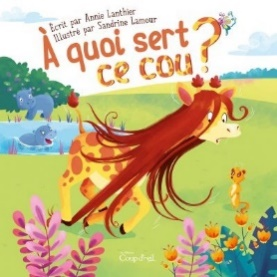 Écrit par Annie Lanthier
Illustré par Sandrine Lamour
À quoi sert
ce cou ?